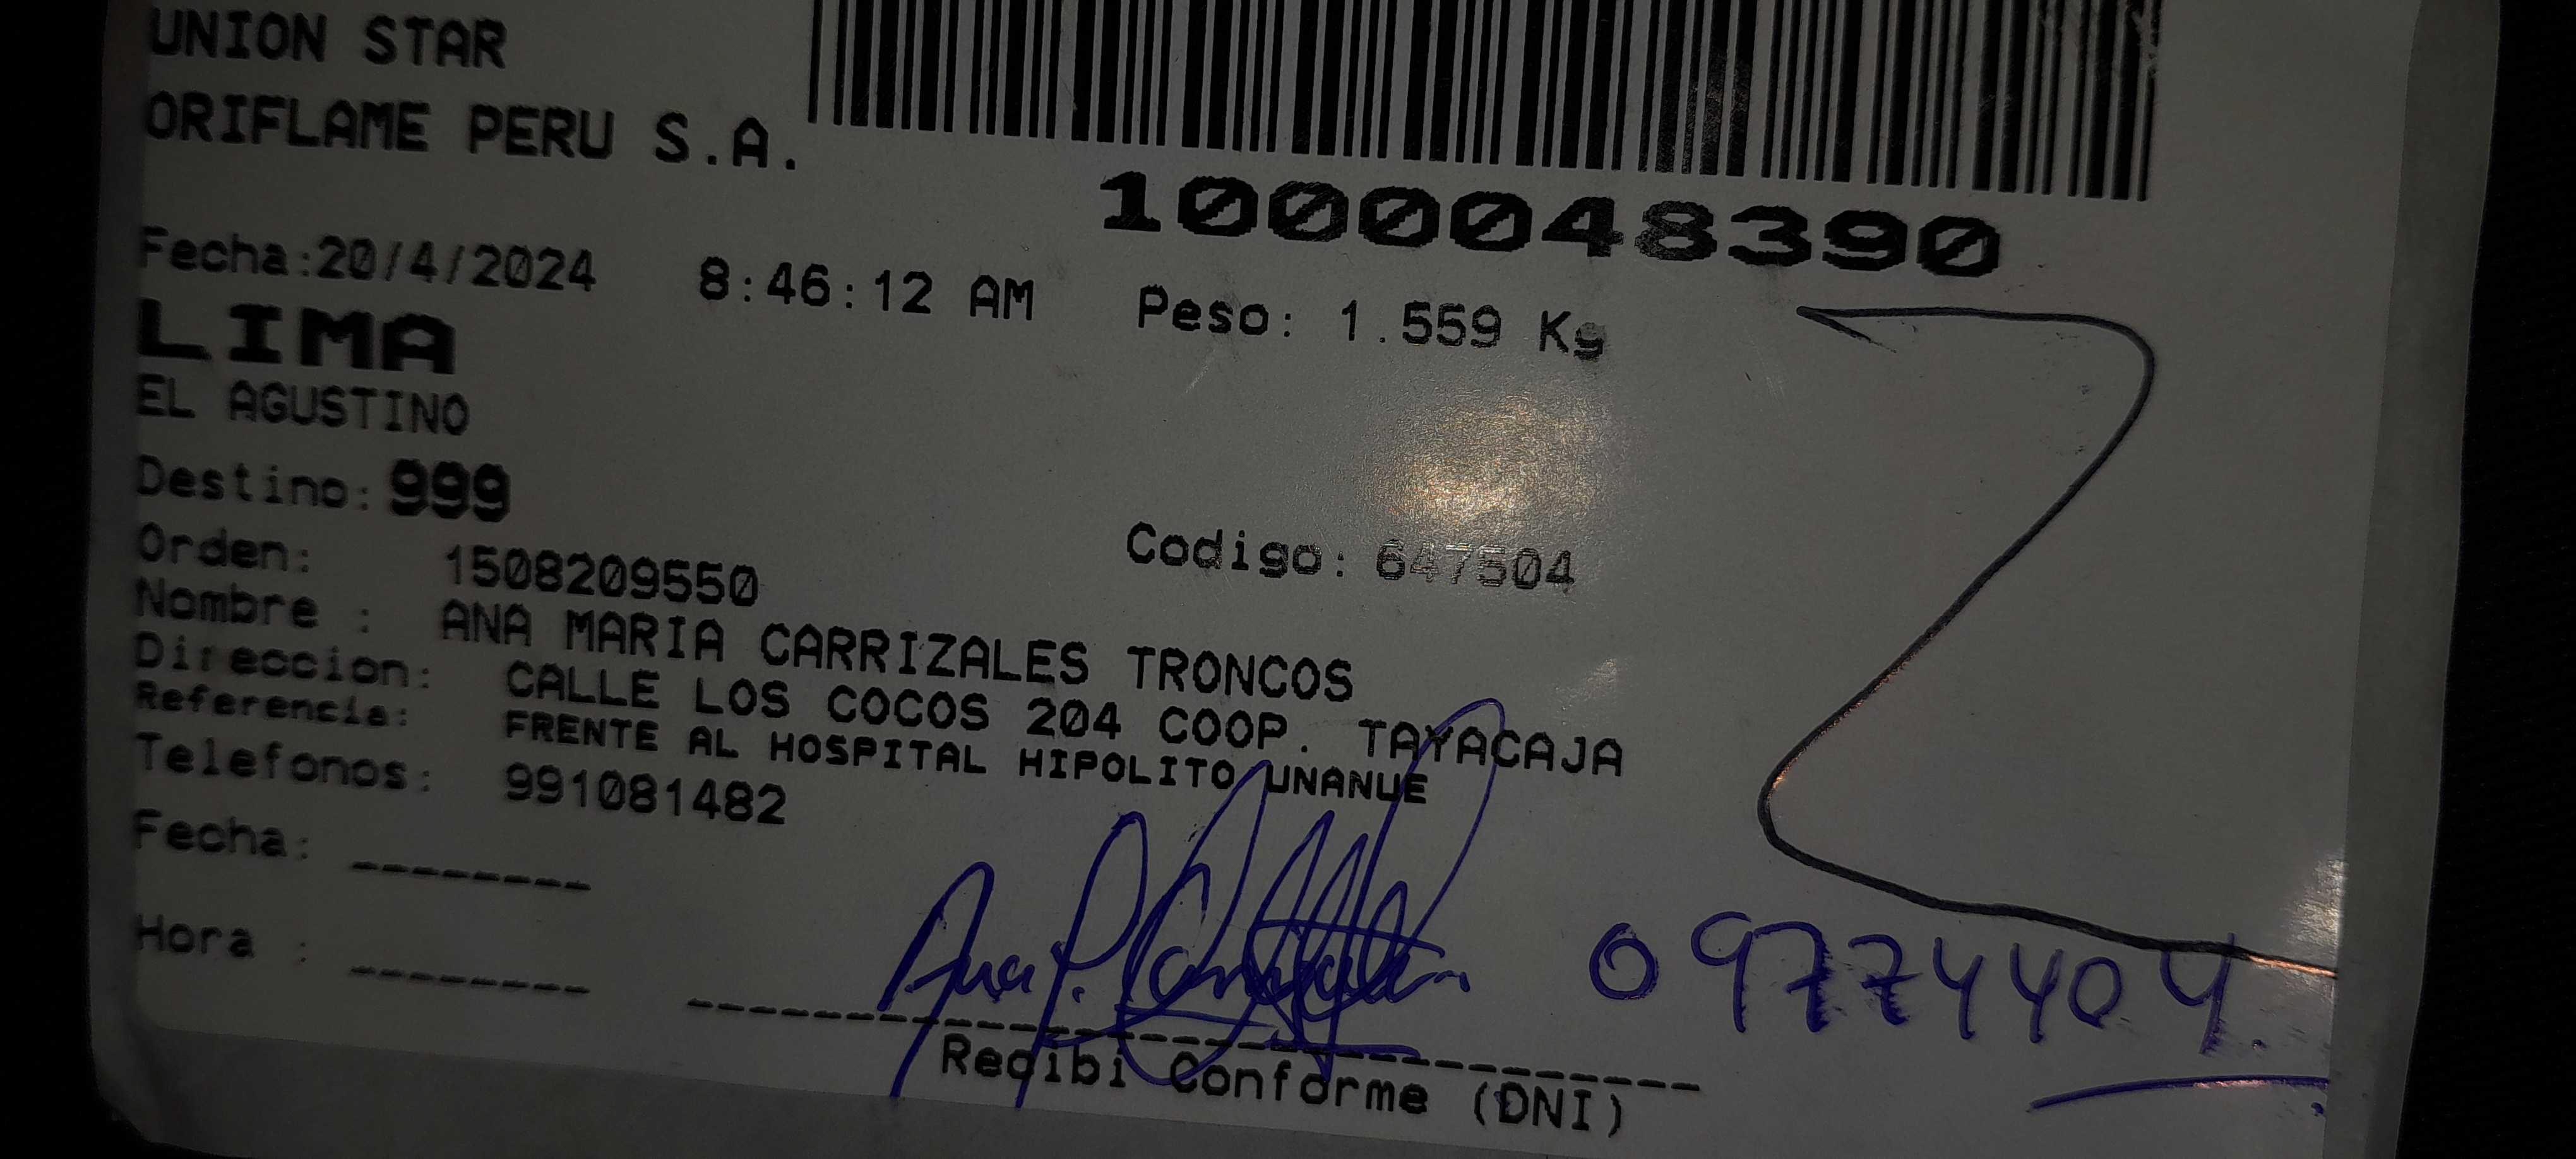 UNION STAR
ORIFLAME PERU S.A.
1000048390
Fecha:20/4/2024 8:46:12 AM Peso: 1.559 Kg
LIMA
EL AGUSTINO
Destino: 999
Orden: 1508209550 Codigo: 647504
Nombre : ANA MARIA CARRIZALES TRONCOS
Direccion: CALLE LOS COCOS 204 COOP. TAYACAJA
Referencia: FRENTE AL HOSPITAL HIPOLITO UNANUE
Telefonos: 991081482
Fecha: --------
Hora : --------
09774404.
Recibi Conforme (DNI)